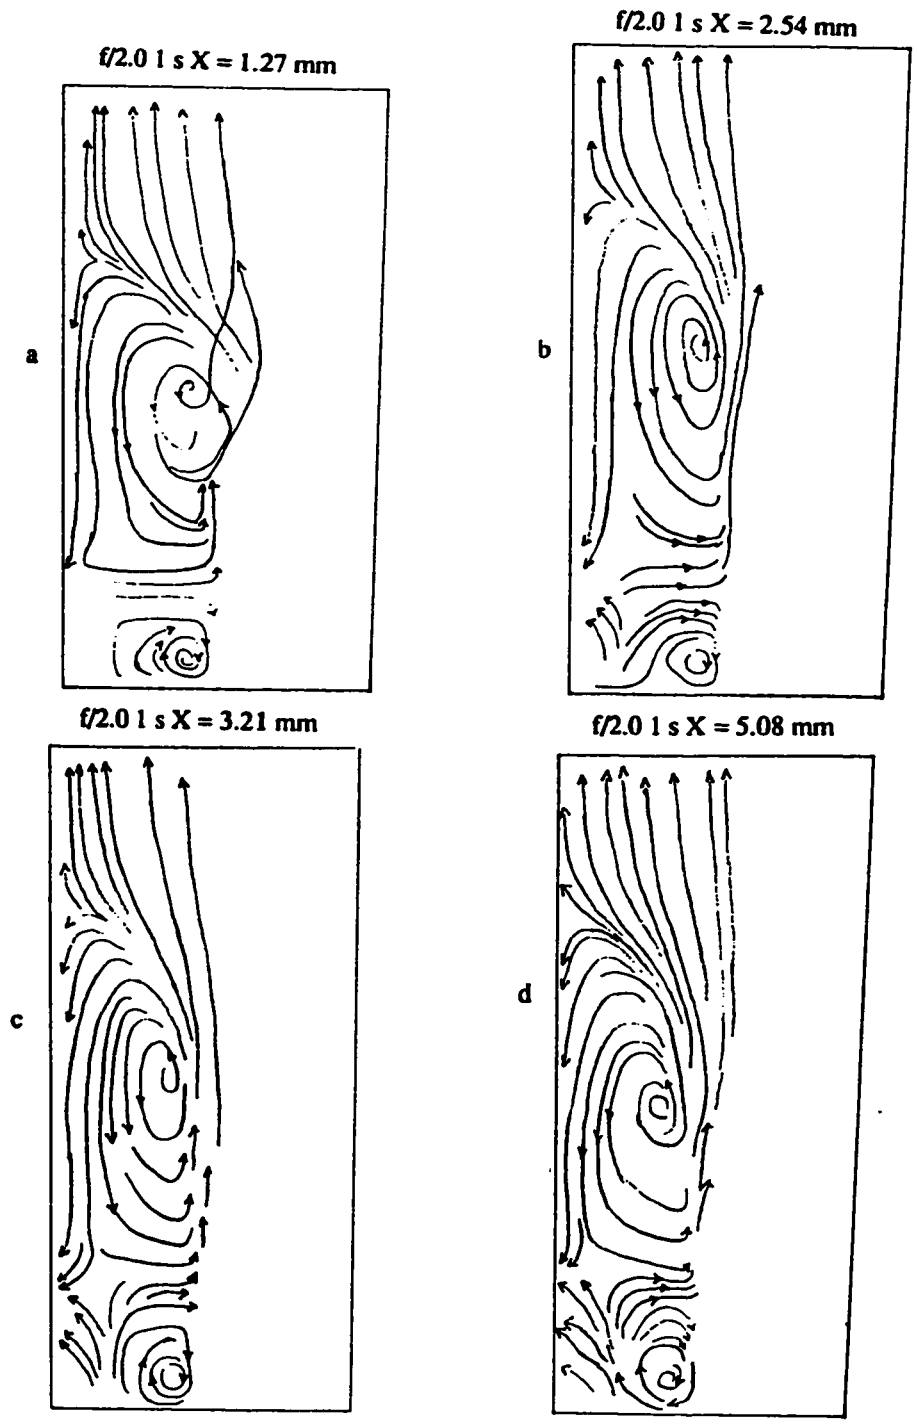 f/2.0 1 s X = 1.27 mm
f/2.0 1 s X = 2.54 mm
a
b
f/2.0 1 s X = 3.21 mm
f/2.0 1 s X = 5.08 mm
c
d